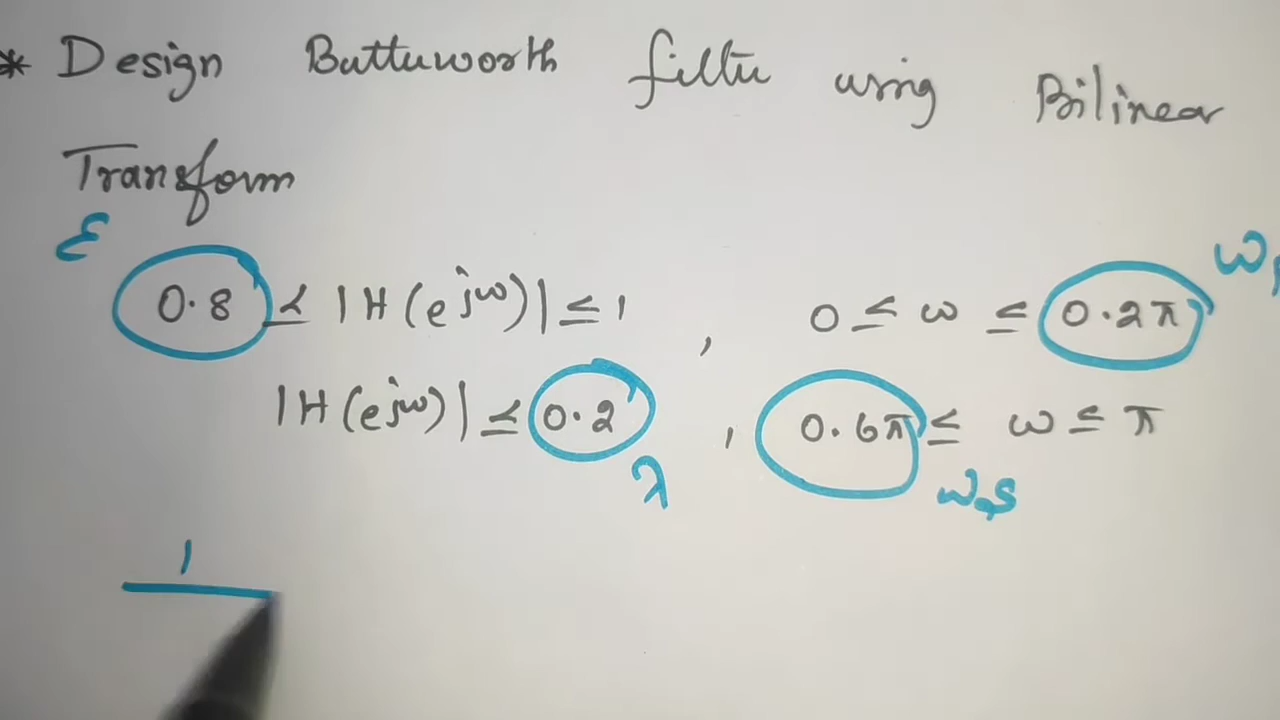 * Design Butterworth filter using Bilinear
Transform
ε ωp
0.8 ≤ |H(e^jω)| ≤ 1 , 0 ≤ ω ≤ 0.2π
|H(e^jω)| ≤ 0.2 , 0.6π ≤ ω ≤ π
λ ωs
1